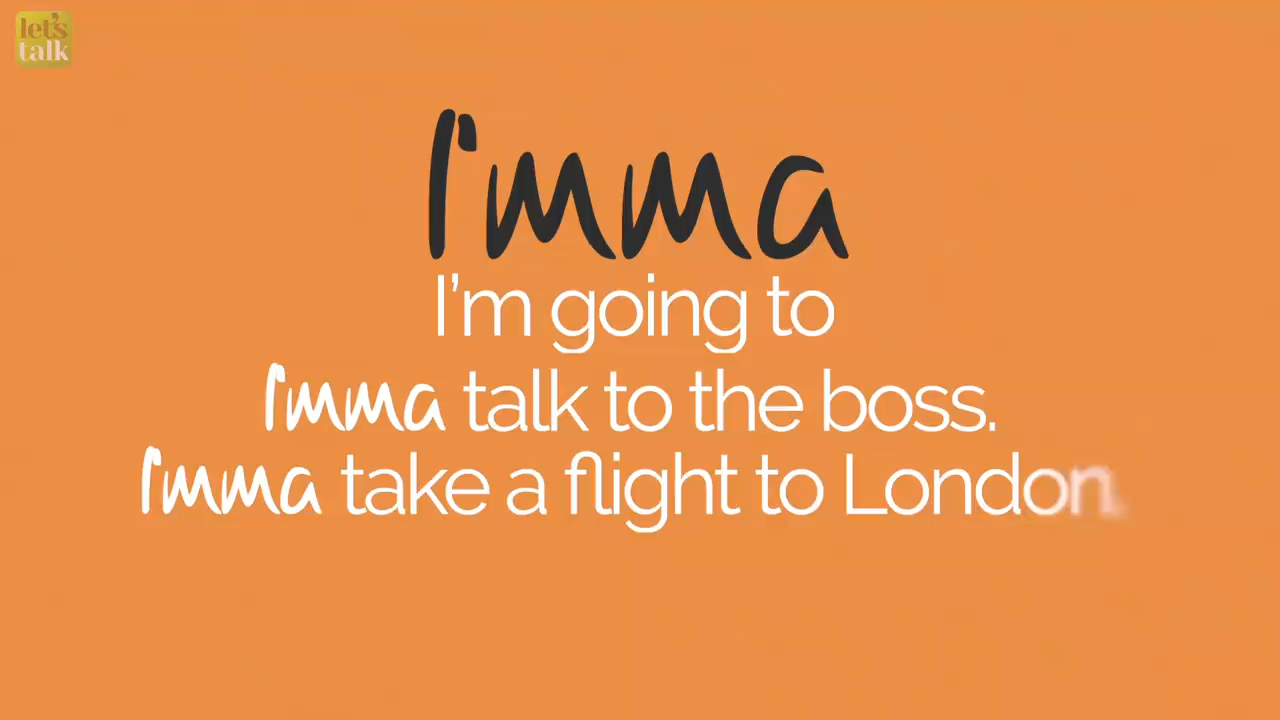 let's
talk
I'mma
I'm going to
I'mma talk to the boss.
I'mma take a flight to London.